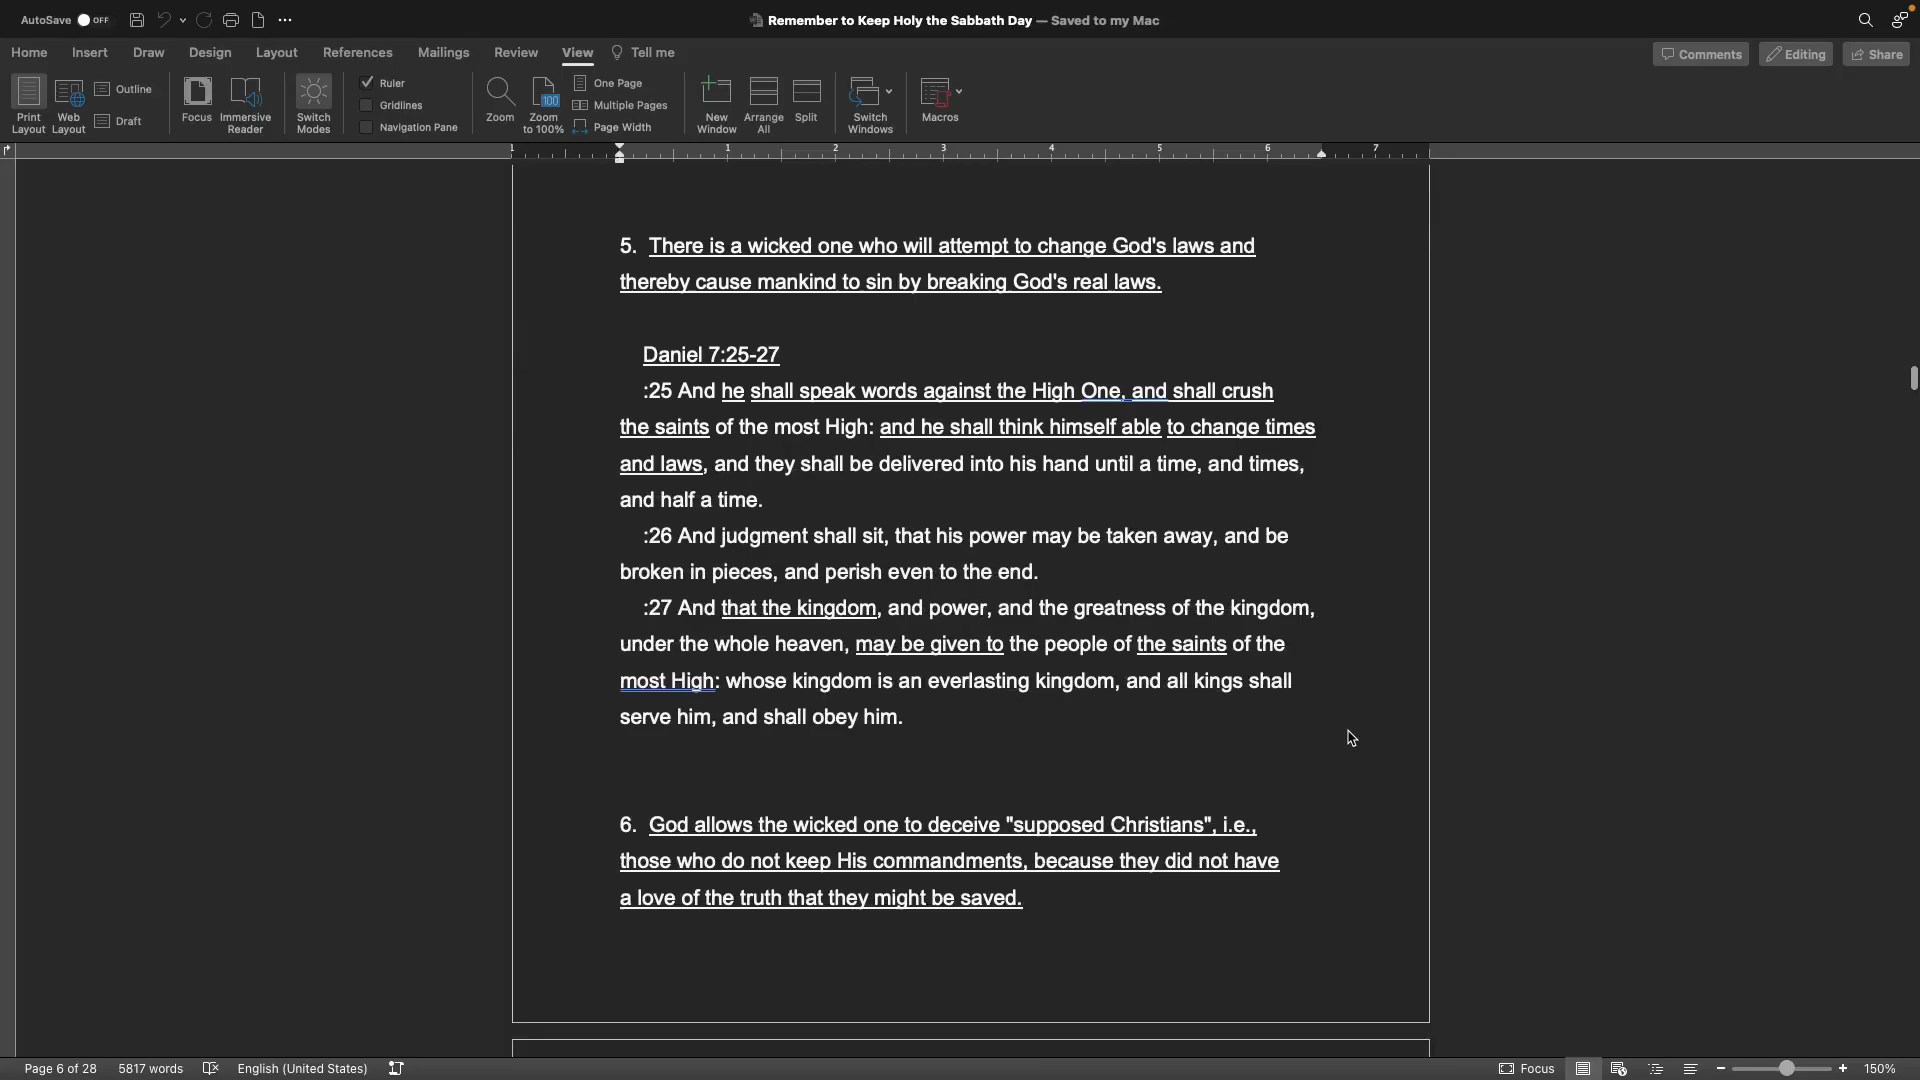 AutoSave OFF
Remember to Keep Holy the Sabbath Day — Saved to my Mac
Home Insert Draw Design Layout References Mailings Review View Tell me
Comments Editing Share
Print Layout
Web Layout
Outline
Draft
Focus
Immersive Reader
Switch Modes
Ruler
Gridlines
Navigation Pane
Zoom
100
Zoom to 100%
One Page
Multiple Pages
Page Width
New Window
Arrange All
Split
Switch Windows
Macros
1 1 2 3 4 5 6 7
5. There is a wicked one who will attempt to change God's laws and
thereby cause mankind to sin by breaking God's real laws.
Daniel 7:25-27
:25 And he shall speak words against the High One, and shall crush
the saints of the most High: and he shall think himself able to change times
and laws, and they shall be delivered into his hand until a time, and times,
and half a time.
:26 And judgment shall sit, that his power may be taken away, and be
broken in pieces, and perish even to the end.
:27 And that the kingdom, and power, and the greatness of the kingdom,
under the whole heaven, may be given to the people of the saints of the
most High: whose kingdom is an everlasting kingdom, and all kings shall
serve him, and shall obey him.
6. God allows the wicked one to deceive "supposed Christians", i.e.,
those who do not keep His commandments, because they did not have
a love of the truth that they might be saved.
Page 6 of 28 5817 words English (United States) Focus 150%